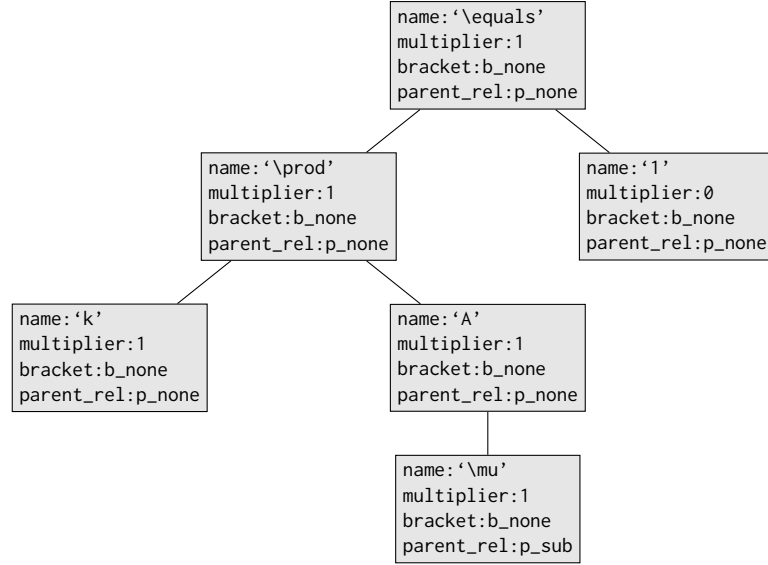 name:‘\equals’
multiplier:1
bracket:b_none
parent_rel:p_none
name:‘\prod’
multiplier:1
bracket:b_none
parent_rel:p_none
name:‘1’
multiplier:0
bracket:b_none
parent_rel:p_none
name:‘k’
multiplier:1
bracket:b_none
parent_rel:p_none
name:‘A’
multiplier:1
bracket:b_none
parent_rel:p_none
name:‘\mu’
multiplier:1
bracket:b_none
parent_rel:p_sub